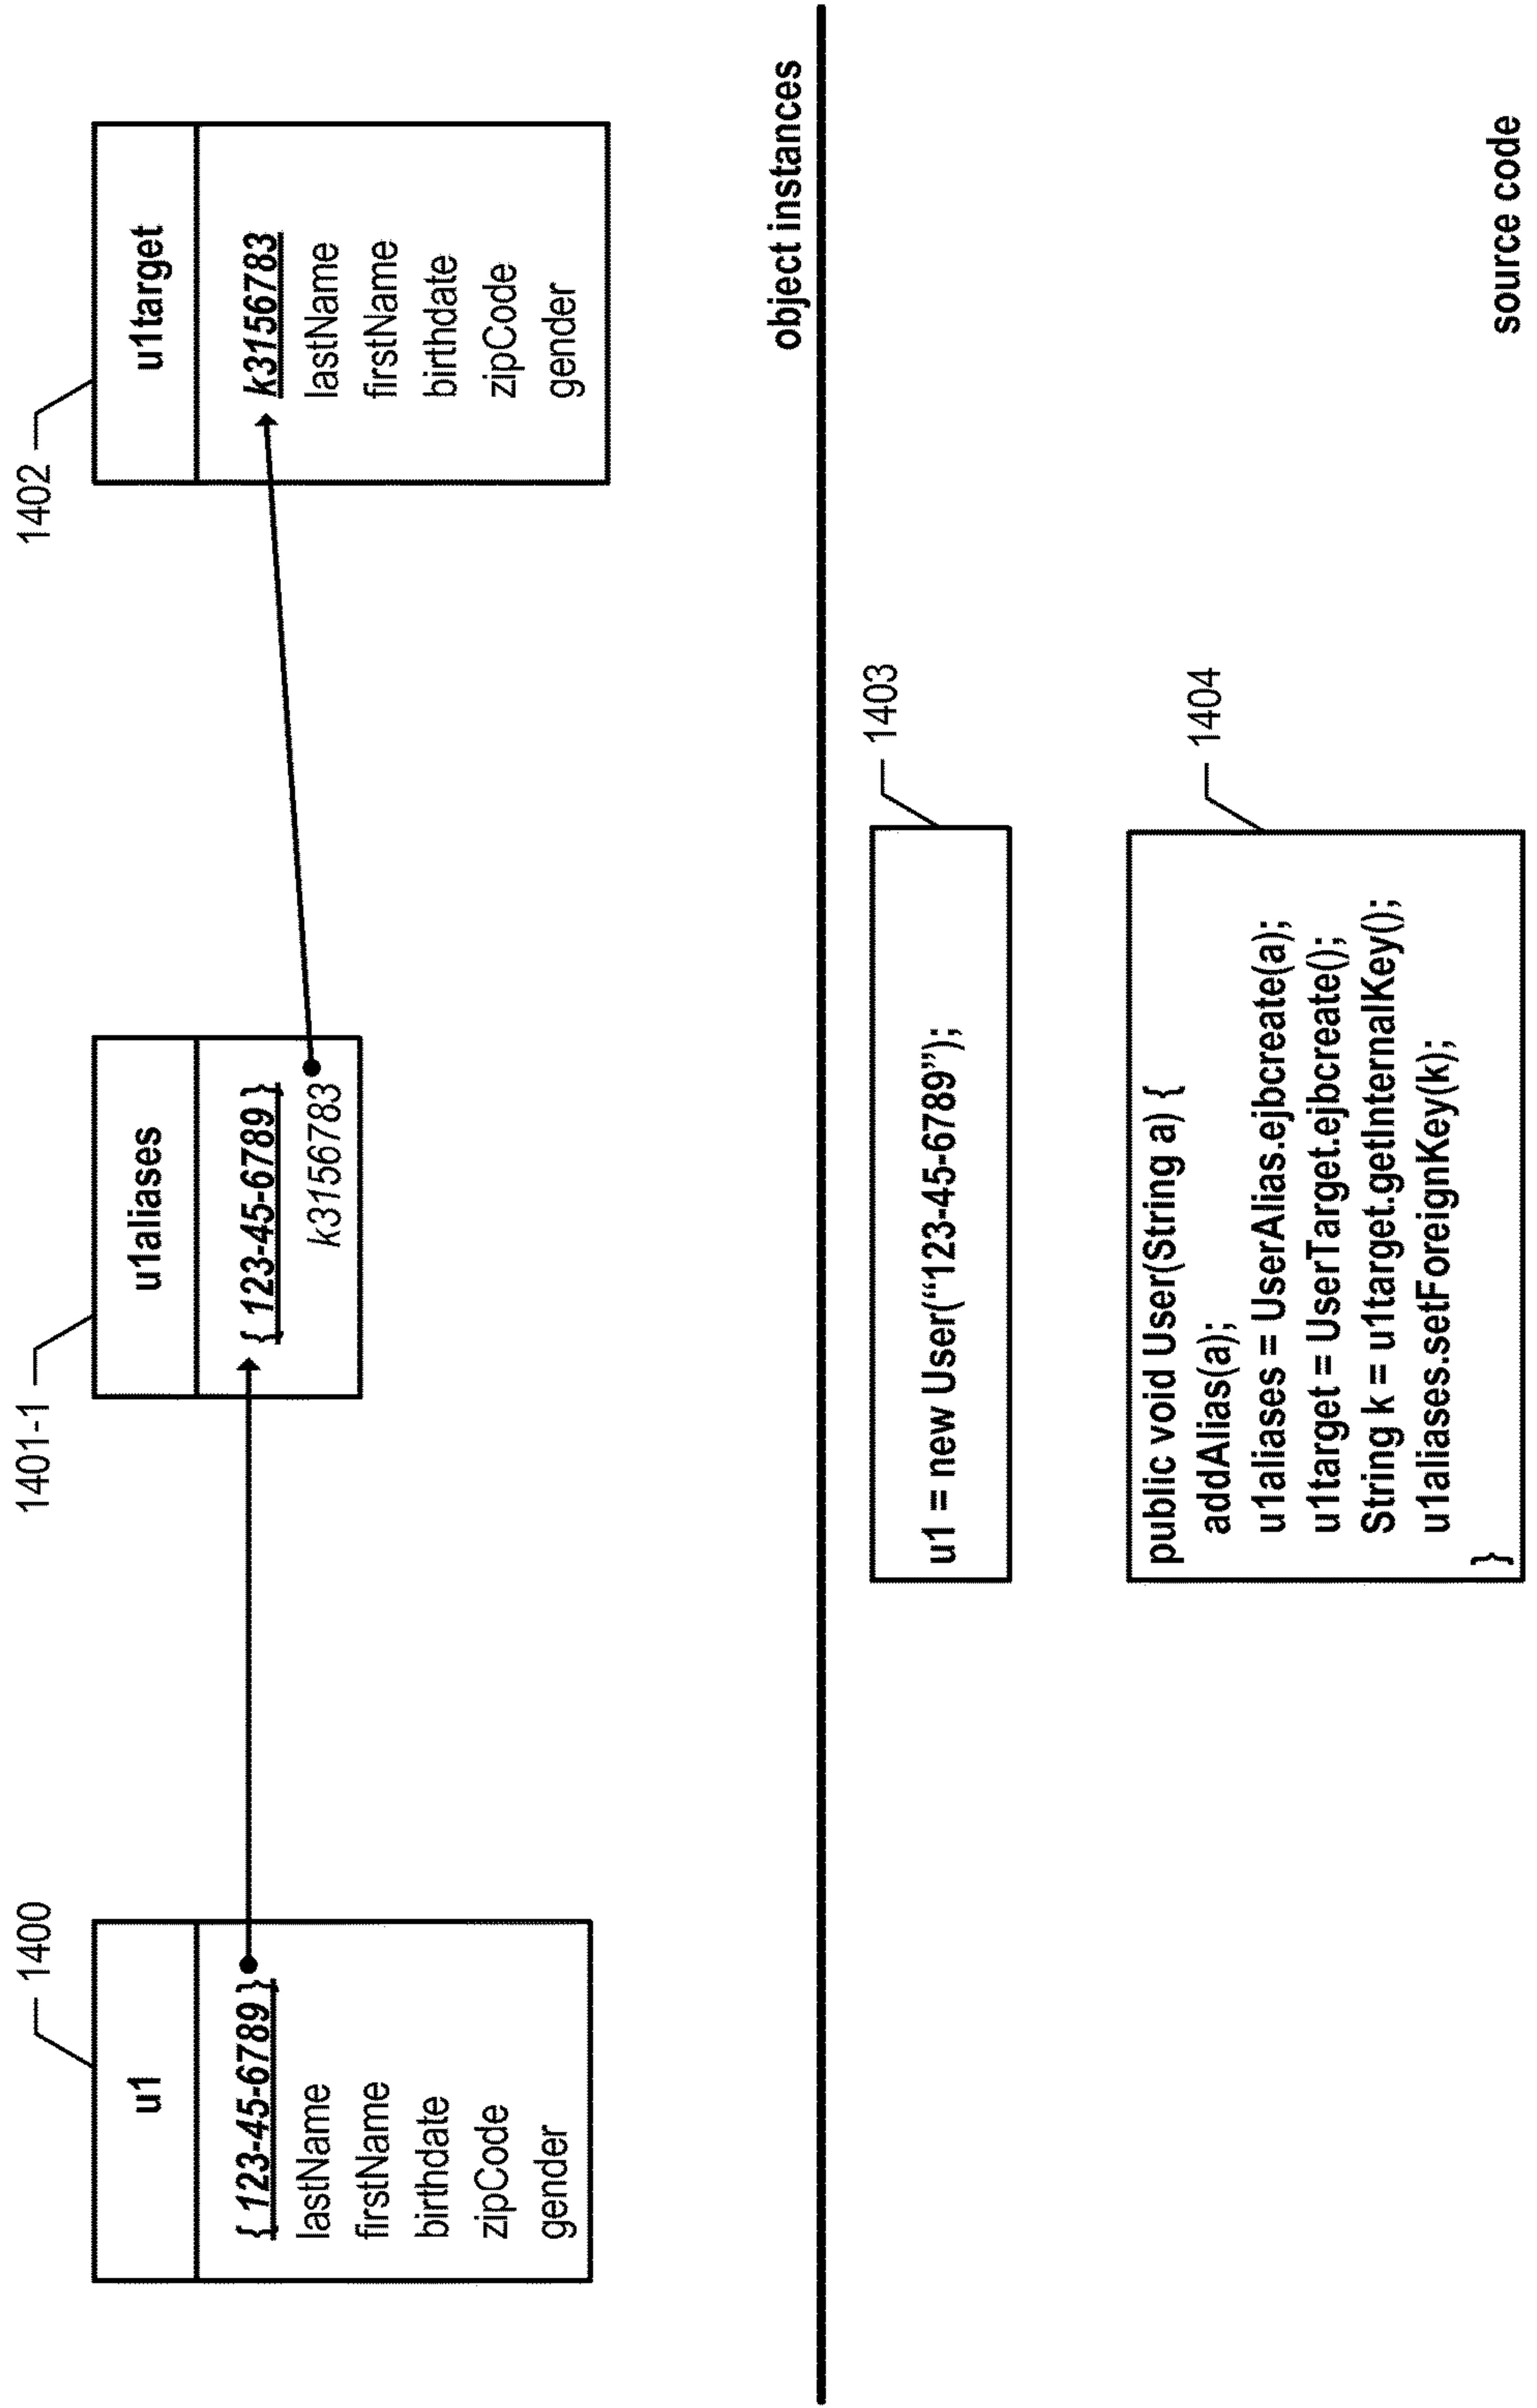 1400
u1
{ 123-45-6789 }
lastName
firstName
birthdate
zipCode
gender
1401-1
u1aliases
{ 123-45-6789 }
k3156783
1402
u1target
k3156783
lastName
firstName
birthdate
zipCode
gender
object instances
1403
u1 = new User(“123-45-6789”);
1404
public void User(String a) {
addAlias(a);
u1aliases = UserAlias.ejbcreate(a);
u1target = UserTarget.ejbcreate();
String k = u1target.getInternalKey();
u1aliases.setForeignKey(k);
}
source code